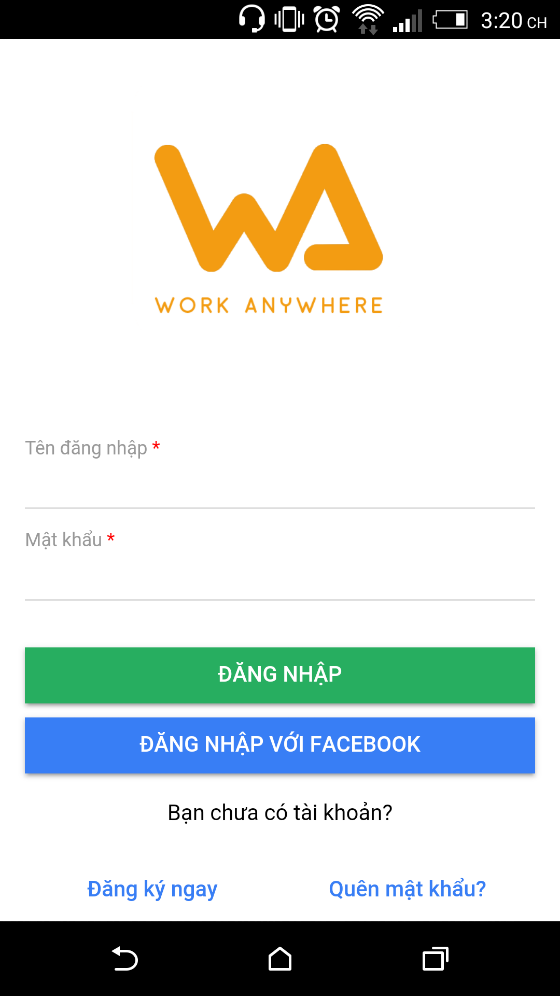 3:20 CH
WA
WORK ANYWHERE
Tên đăng nhập *
Mật khẩu *
ĐĂNG NHẬP
ĐĂNG NHẬP VỚI FACEBOOK
Bạn chưa có tài khoản?
Đăng ký ngay
Quên mật khẩu?